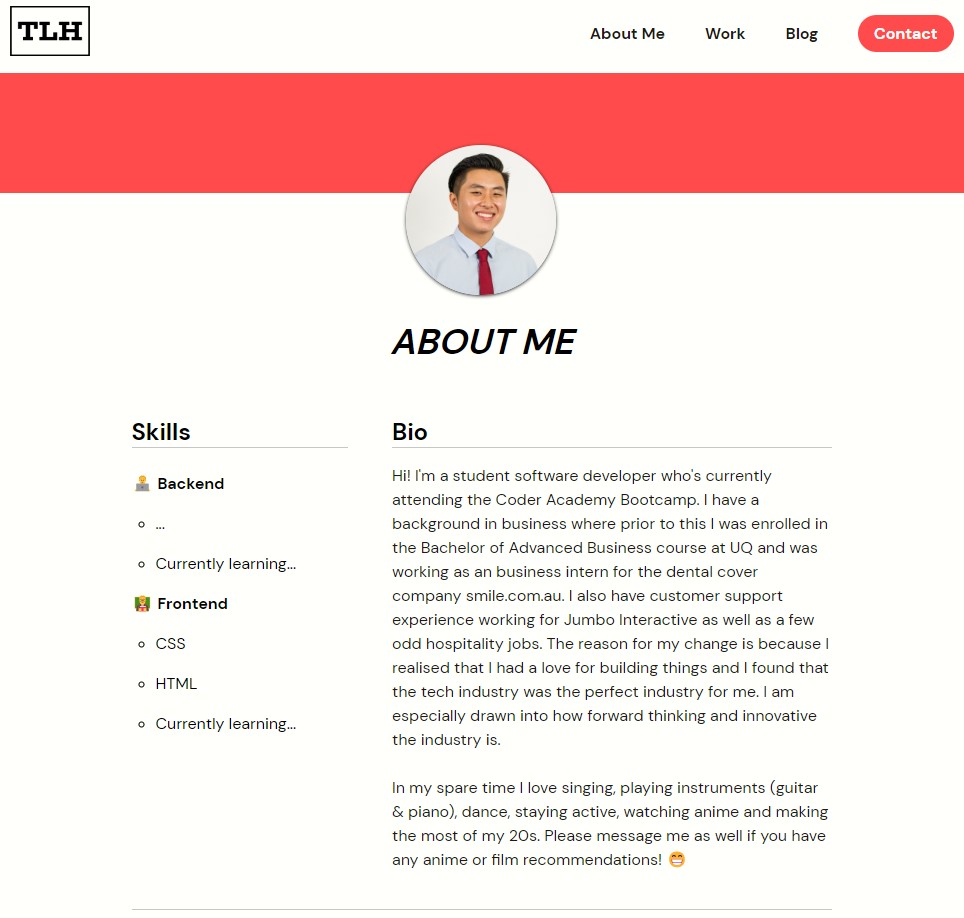 TLH
About Me
Work
Blog
Contact
ABOUT ME
Skills
Backend
...
Currently learning...
Frontend
CSS
HTML
Currently learning...
Bio
Hi! I'm a student software developer who's currently
attending the Coder Academy Bootcamp. I have a
background in business where prior to this I was enrolled in
the Bachelor of Advanced Business course at UQ and was
working as an business intern for the dental cover
company smile.com.au. I also have customer support
experience working for Jumbo Interactive as well as a few
odd hospitality jobs. The reason for my change is because I
realised that I had a love for building things and I found that
the tech industry was the perfect industry for me. I am
especially drawn into how forward thinking and innovative
the industry is.
In my spare time I love singing, playing instruments (guitar
& piano), dance, staying active, watching anime and making
the most of my 20s. Please message me as well if you have
any anime or film recommendations! 😁